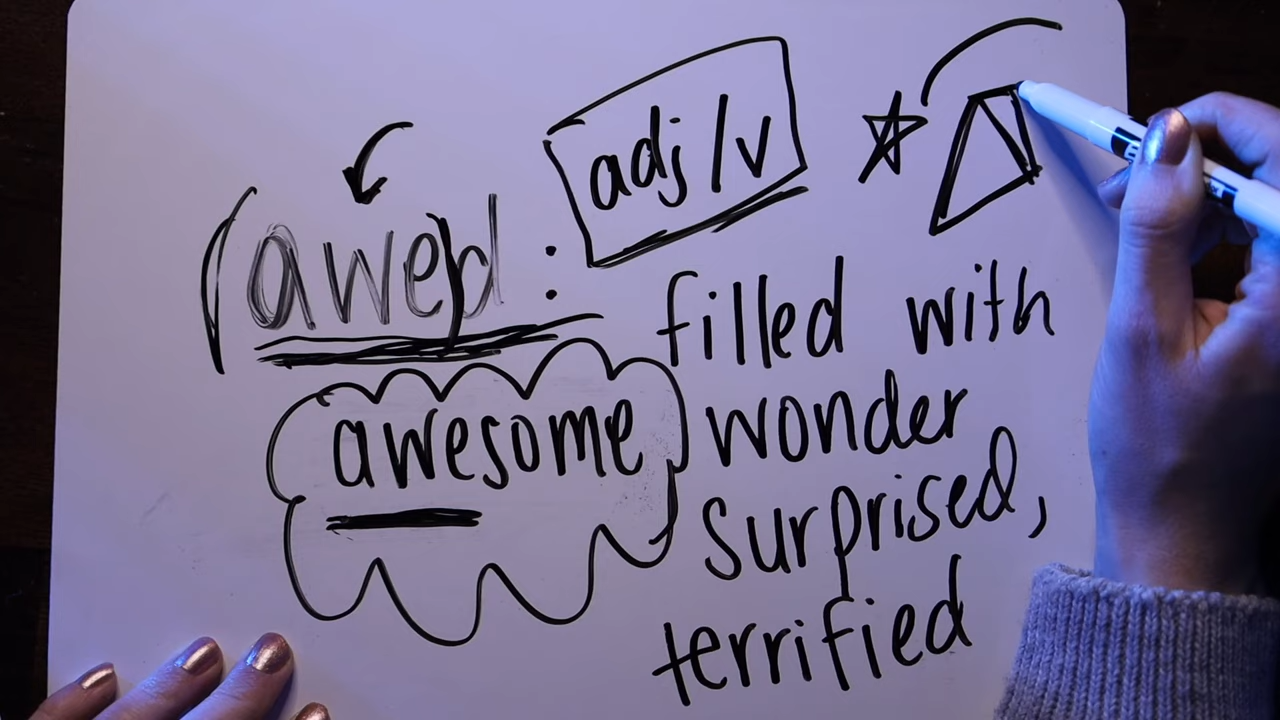 adj/v
(awed :
filled with
awesome
wonder
surprised,
terrified